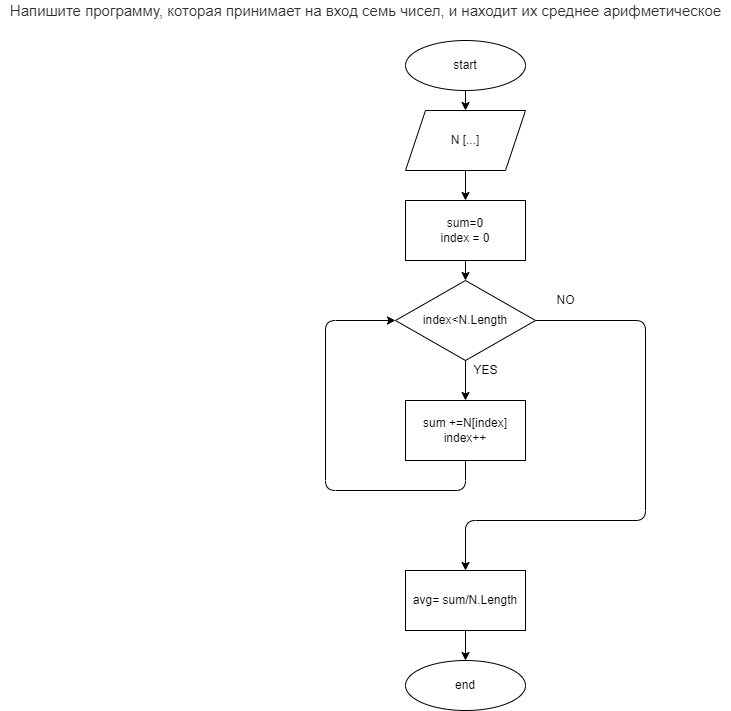 Напишите программу, которая принимает на вход семь чисел, и находит их среднее арифметическое
start
N [...]
sum=0
index = 0
index<N.Length
NO
YES
sum +=N[index]
index++
avg= sum/N.Length
end